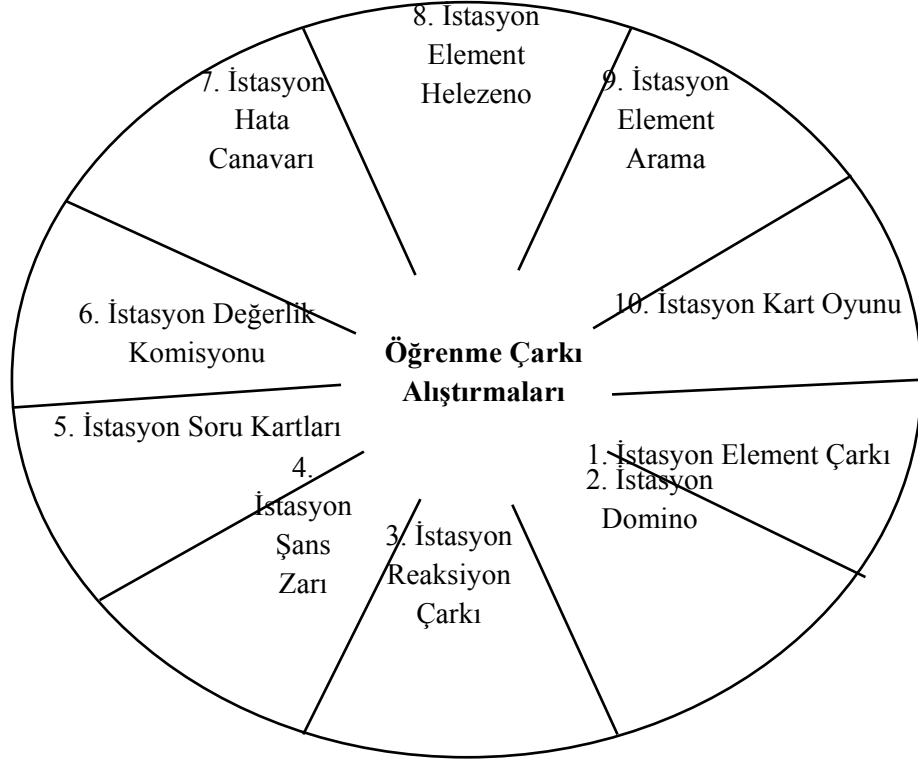 8. İstasyon
Element
Helezeno
7. İstasyon
Hata
Canavarı
9. İstasyon
Element
Arama
6. İstasyon Değerlik
Komisyonu
10. İstasyon Kart Oyunu
Öğrenme Çarkı
Alıştırmaları
5. İstasyon Soru Kartları
1. İstasyon Element Çarkı
4.
İstasyon
Şans
Zarı
2. İstasyon
Domino
3. İstasyon
Reaksiyon
Çarkı